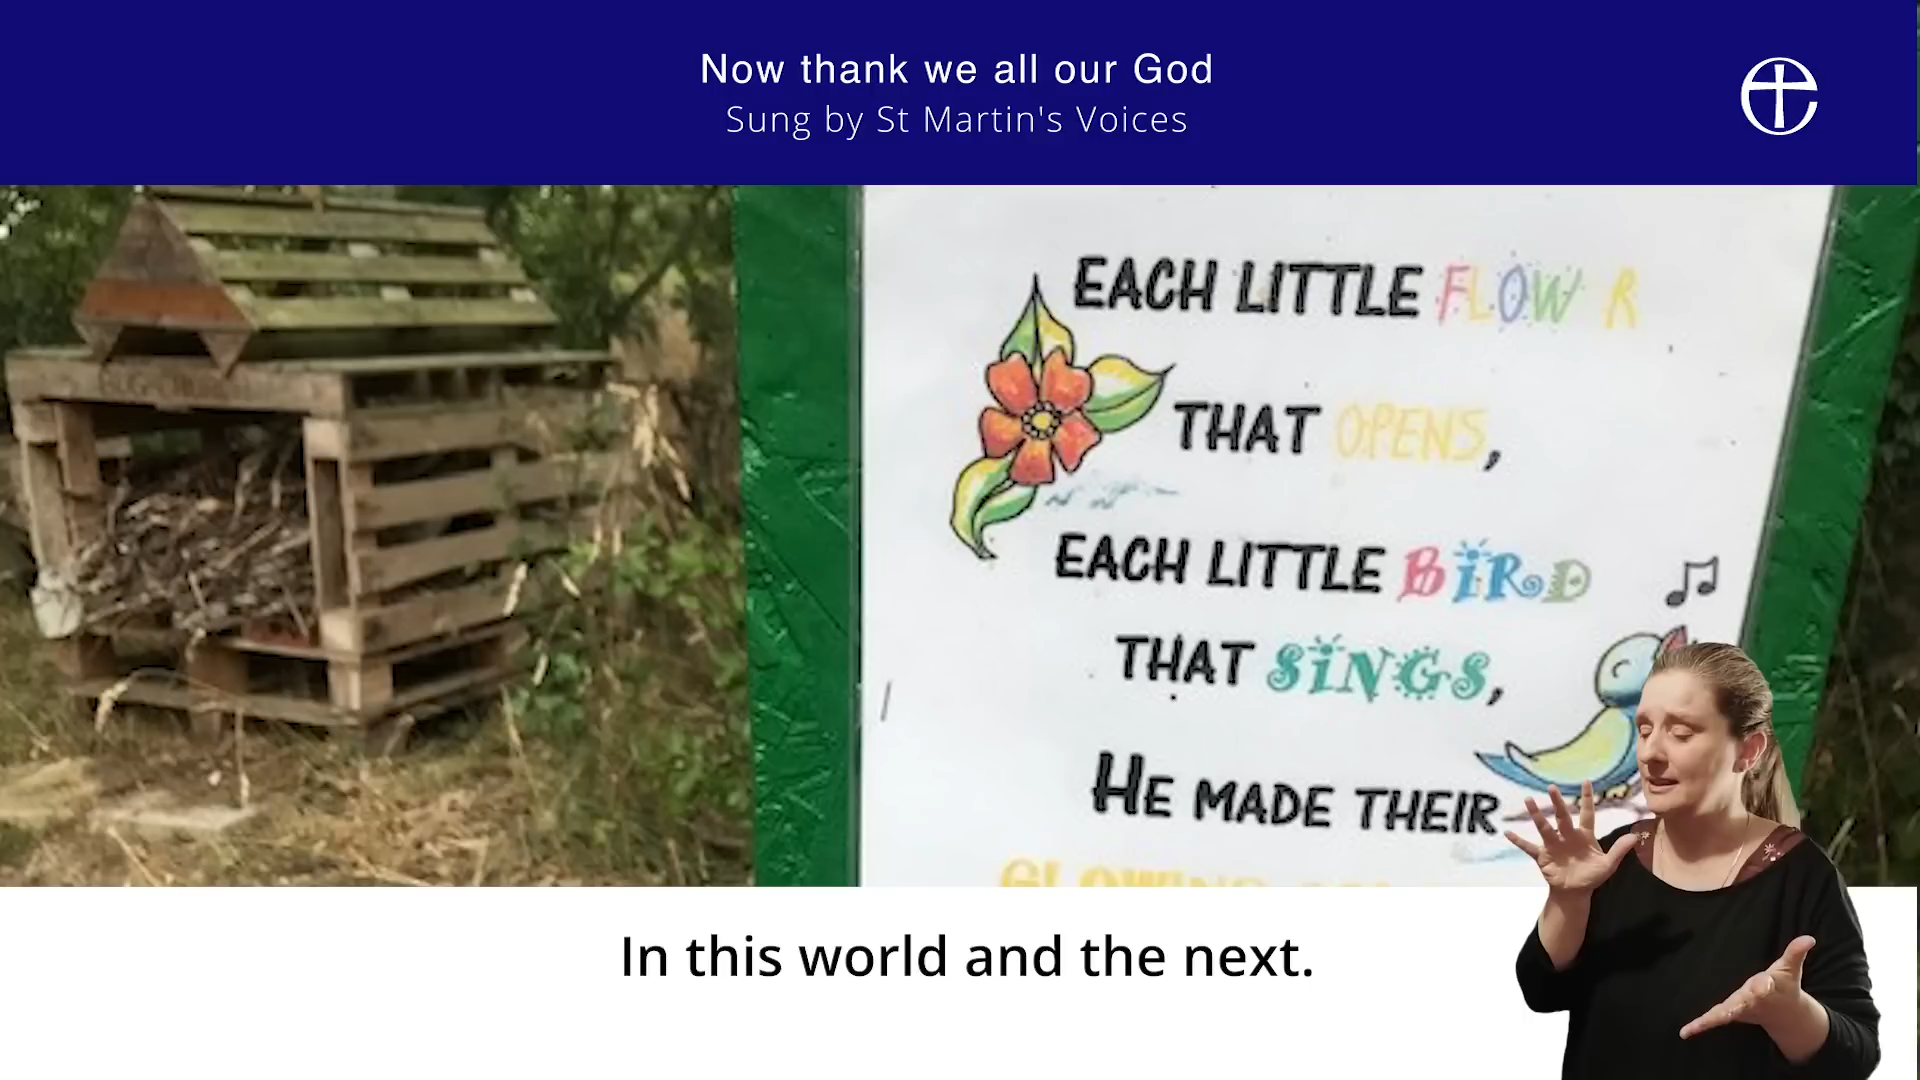 Now thank we all our God
Sung by St Martin's Voices
EACH LITTLE FLOW R
THAT OPENS,
EACH LITTLE BIRD
THAT SINGS,
HE MADE THEIR
GLOWING
In this world and the next.